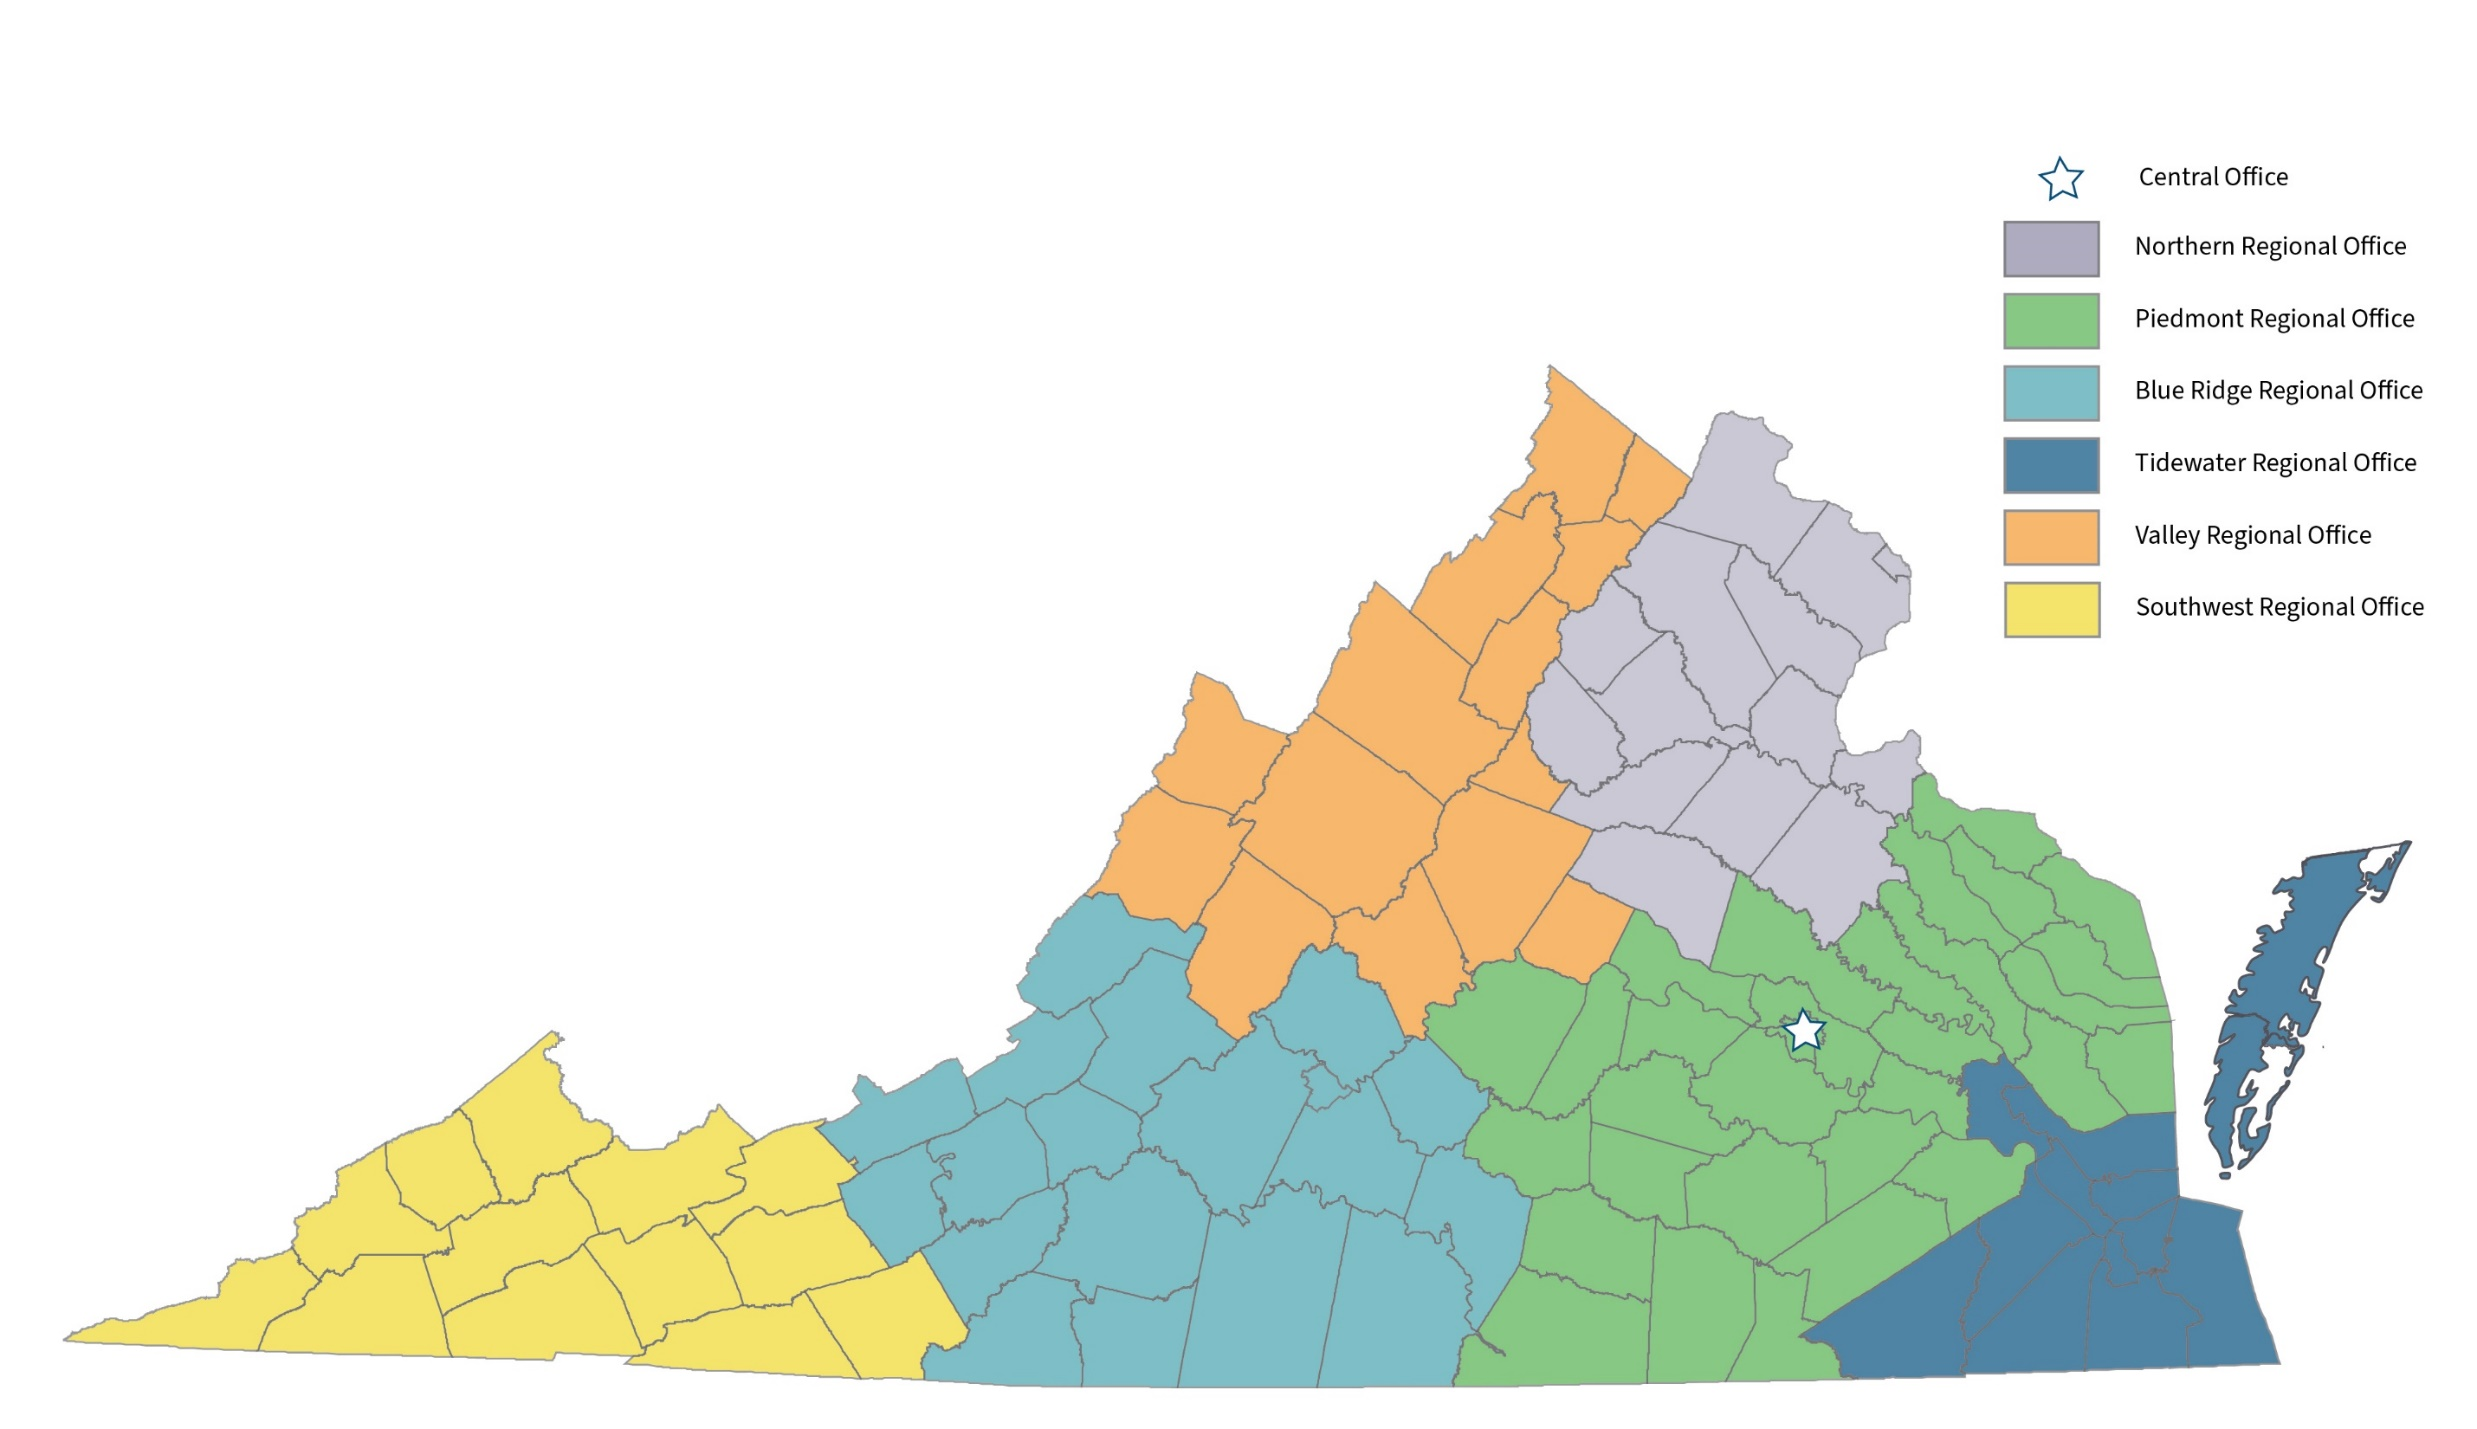 Central Office
Northern Regional Office
Piedmont Regional Office
Blue Ridge Regional Office
Tidewater Regional Office
Valley Regional Office
Southwest Regional Office